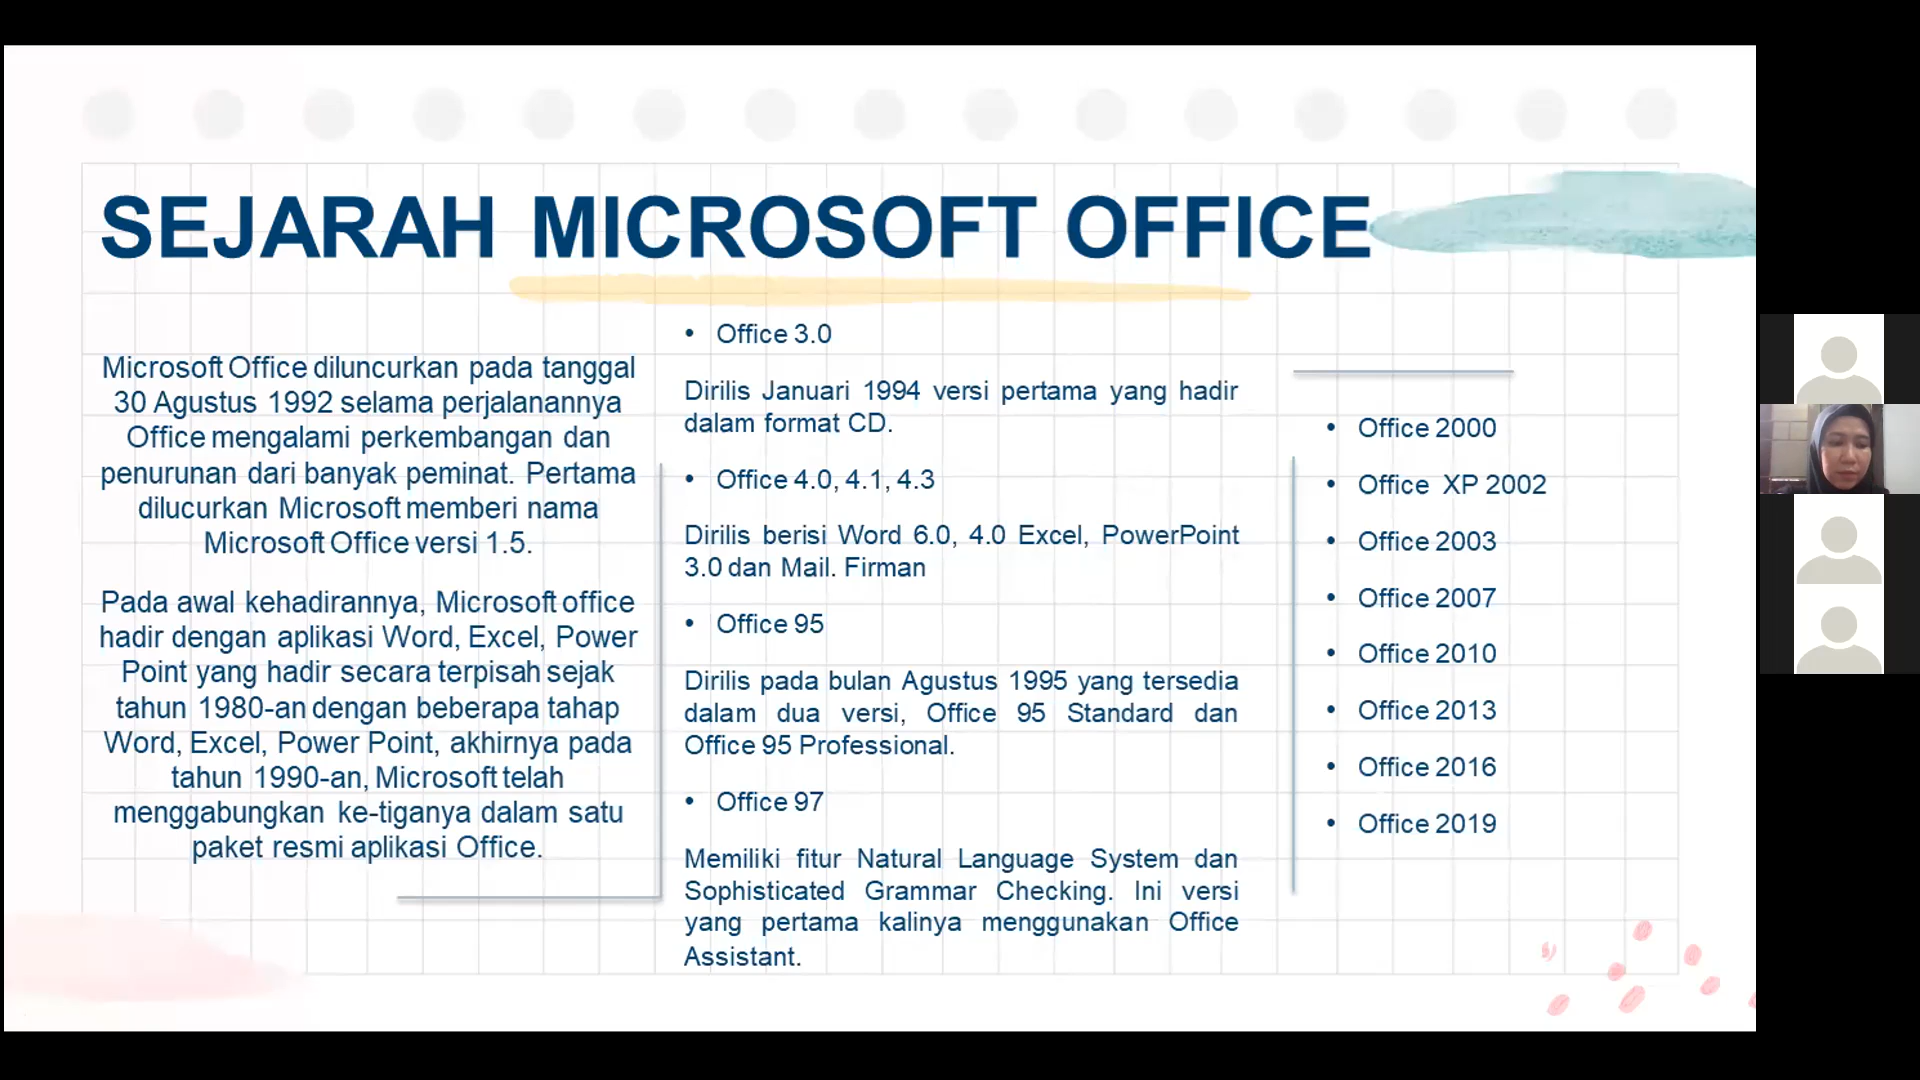 SEJARAH MICROSOFT OFFICE
Microsoft Office diluncurkan pada tanggal
30 Agustus 1992 selama perjalanannya
Office mengalami perkembangan dan
penurunan dari banyak peminat. Pertama
dilucurkan Microsoft memberi nama
Microsoft Office versi 1.5.
Pada awal kehadirannya, Microsoft office
hadir dengan aplikasi Word, Excel, Power
Point yang hadir secara terpisah sejak
tahun 1980-an dengan beberapa tahap
Word, Excel, Power Point, akhirnya pada
tahun 1990-an, Microsoft telah
menggabungkan ke-tiganya dalam satu
paket resmi aplikasi Office.
• Office 3.0
Dirilis Januari 1994 versi pertama yang hadir
dalam format CD.
• Office 4.0, 4.1, 4.3
Dirilis berisi Word 6.0, 4.0 Excel, PowerPoint
3.0 dan Mail. Firman
• Office 95
Dirilis pada bulan Agustus 1995 yang tersedia
dalam dua versi, Office 95 Standard dan
Office 95 Professional.
• Office 97
Memiliki fitur Natural Language System dan
Sophisticated Grammar Checking. Ini versi
yang pertama kalinya menggunakan Office
Assistant.
• Office 2000
• Office XP 2002
• Office 2003
• Office 2007
• Office 2010
• Office 2013
• Office 2016
• Office 2019